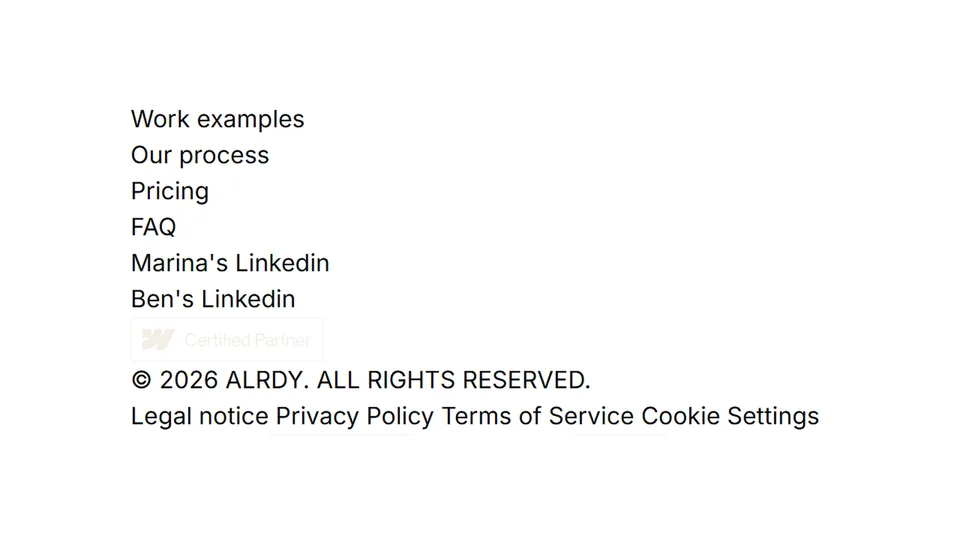 Work examples
Our process
Pricing
FAQ
Marina's Linkedin
Ben's Linkedin
Certified Partner
© 2026 ALRDY. ALL RIGHTS RESERVED.
Legal notice Privacy Policy Terms of Service Cookie Settings